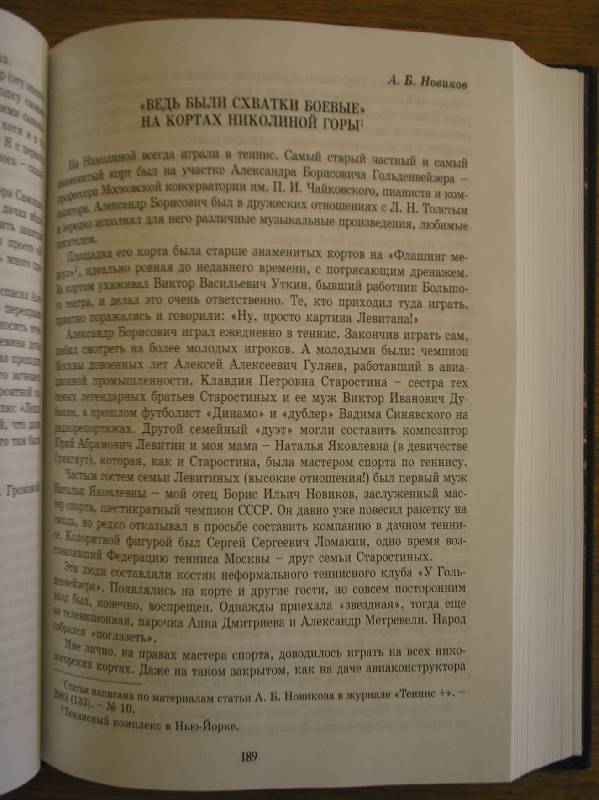 А. Б. Новиков
«ВЕДЬ БЫЛИ СХВАТКИ БОЕВЫЕ»
НА КОРТАХ НИКОЛИНОЙ ГОРЫ¹
На Николиной всегда играли в теннис. Самый старый частный и самый
знаменитый корт был на участке Александра Борисовича Гольденвейзера –
профессора Московской консерватории им. П. И. Чайковского, пианиста и ком-
позитора. Александр Борисович был в дружеских отношениях с Л. Н. Толстым
и нередко исполнял для него различные музыкальные произведения, любимые
писателем.
Площадка его корта была старше знаменитых кортов на «Флашинг ме-
доуз»², идеально ровная до недавнего времени, с потрясающим дренажем.
За кортом ухаживал Виктор Васильевич Уткин, бывший работник Большо-
го театра, и делал это очень ответственно. Те, кто приходил туда играть,
приятно поражались и говорили: «Ну, просто картина Левитана!»
Александр Борисович играл ежедневно в теннис. Закончив играть сам,
любил смотреть на более молодых игроков. А молодыми были: чемпион
Москвы довоенных лет Алексей Алексеевич Гуляев, работавший в авиа-
ционной промышленности, Клавдия Петровна Старостина – сестра тех
самых легендарных братьев Старостиных и ее муж Виктор Иванович Ду-
бинин, в прошлом футболист «Динамо» и «дублер» Вадима Синявского на
радиорепортажах. Другой семейный «дуэт» могли составить композитор
Юрий Абрамович Левитин и моя мама – Наталья Яковлевна (в девичестве
Грингаут), которая, как и Старостина, была мастером спорта по теннису.
Частым гостем семьи Левитиных (высокие отношения!) был первый муж
Натальи Яковлевны – мой отец Борис Ильич Новиков, заслуженный мас-
тер спорта, шестикратный чемпион СССР. Он давно уже повесил ракетку на
гвоздь, но редко отказывал в просьбе составить компанию в дачном тенни-
се. Колоритной фигурой был Сергей Сергеевич Ломакин, одно время воз-
главлявший Федерацию тенниса Москвы – друг семьи Старостиных.
Эти люди составляли костяк неформального теннисного клуба «У Голь-
денвейзера». Появлялись на корте и другие гости, но совсем посторонним
вход был, конечно, воспрещен. Однажды приехала «звездная», тогда еще
не телевизионная, парочка Анна Дмитриева и Александр Метревели. Народ
собрался «поглазеть».
Мне лично, на правах мастера спорта, доводилось играть на всех нико-
логорских кортах. Даже на таком закрытом, как на даче авиаконструктора
¹Статья написана по материалам статьи А. Б. Новикова в журнале «Теннис +». –
2003 (133). – № 10.
²Теннисный комплекс в Нью-Йорке.
189